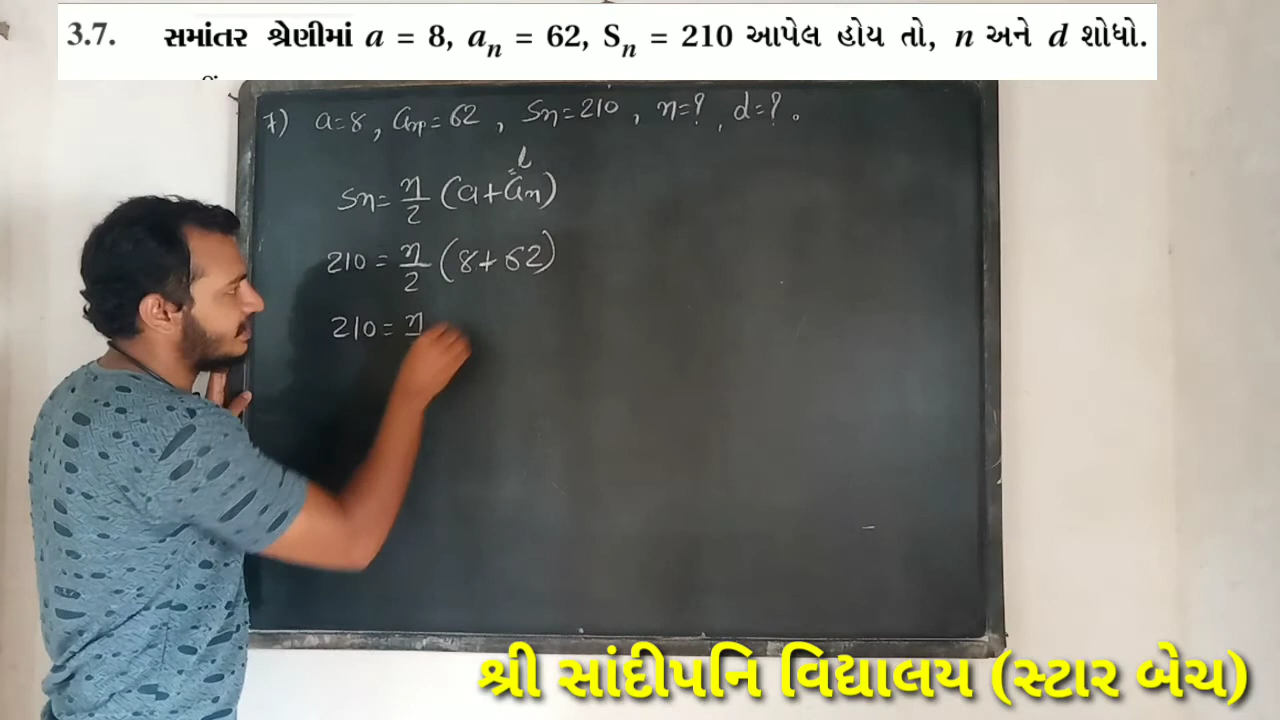 3.7. સમાંતર શ્રેણીમાં a = 8, aₙ = 62, Sₙ = 210 આપેલ હોય તો, n અને d શોધો.
7) a=8, an=62, Sn=210, n=?, d=?.
l
Sn= n/2 (a+an)
210 = n/2 (8+62)
210 = n
શ્રી સાંદીપનિ વિદ્યાલય (સ્ટાર બેચ)